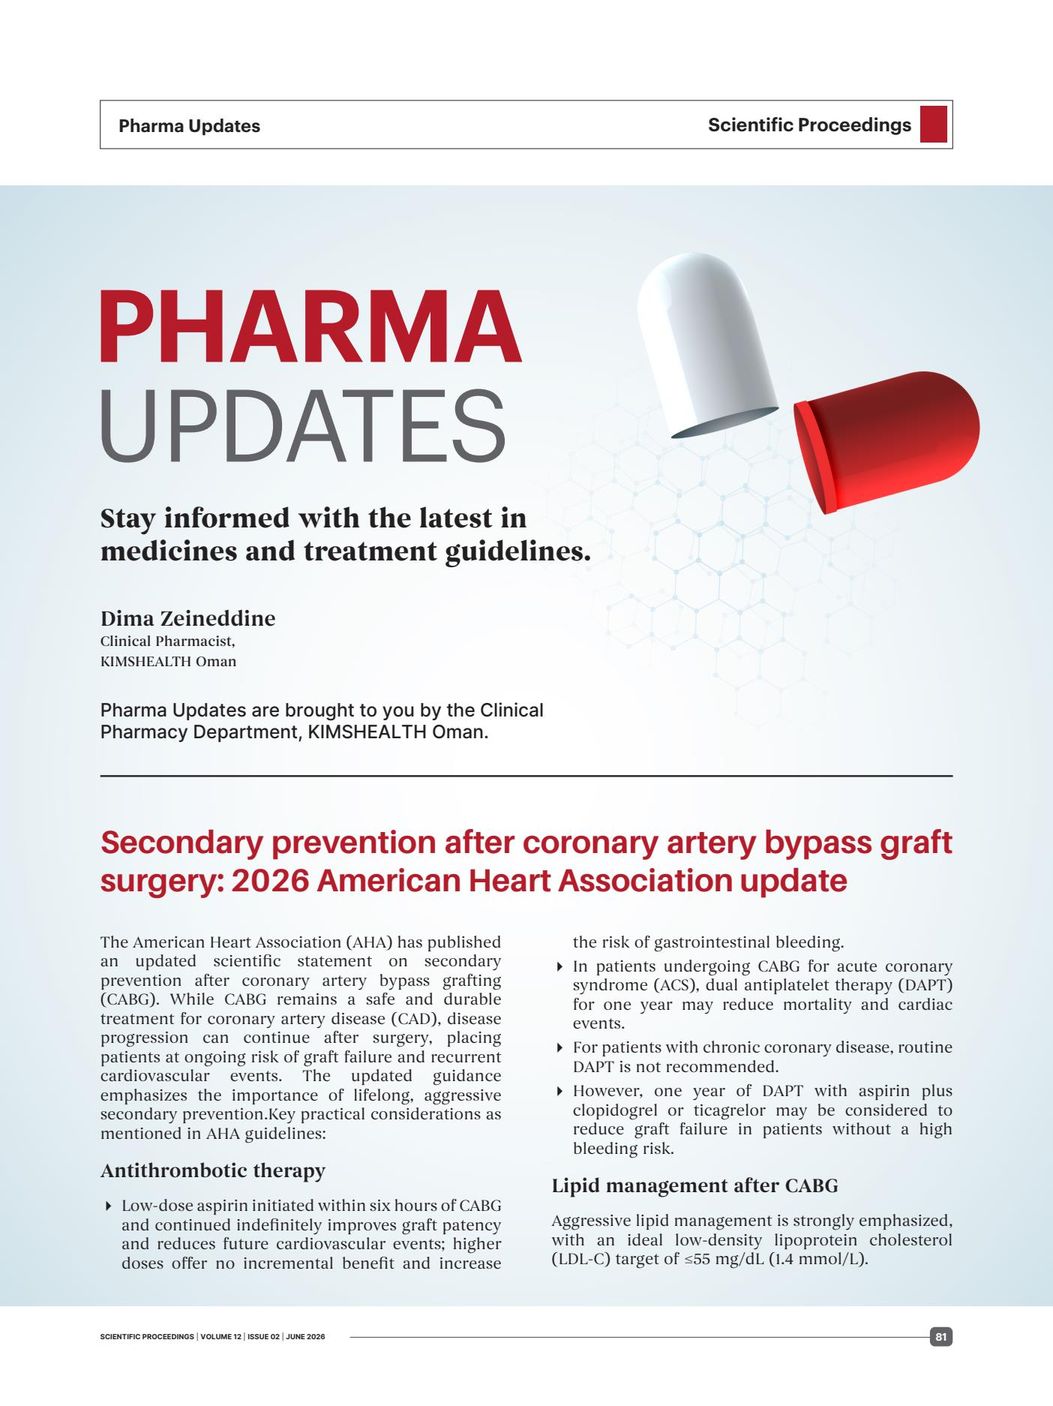 Pharma Updates
Scientific Proceedings
PHARMA
UPDATES
Stay informed with the latest in
medicines and treatment guidelines.
Dima Zeineddine
Clinical Pharmacist,
KIMSHEALTH Oman
Pharma Updates are brought to you by the Clinical
Pharmacy Department, KIMSHEALTH Oman.
Secondary prevention after coronary artery bypass graft
surgery: 2026 American Heart Association update
The American Heart Association (AHA) has published
an updated scientific statement on secondary
prevention after coronary artery bypass grafting
(CABG). While CABG remains a safe and durable
treatment for coronary artery disease (CAD), disease
progression can continue after surgery, placing
patients at ongoing risk of graft failure and recurrent
cardiovascular events. The updated guidance
emphasizes the importance of lifelong, aggressive
secondary prevention.Key practical considerations as
mentioned in AHA guidelines:
Antithrombotic therapy
Low-dose aspirin initiated within six hours of CABG
and continued indefinitely improves graft patency
and reduces future cardiovascular events; higher
doses offer no incremental benefit and increase
the risk of gastrointestinal bleeding.
In patients undergoing CABG for acute coronary
syndrome (ACS), dual antiplatelet therapy (DAPT)
for one year may reduce mortality and cardiac
events.
For patients with chronic coronary disease, routine
DAPT is not recommended.
However, one year of DAPT with aspirin plus
clopidogrel or ticagrelor may be considered to
reduce graft failure in patients without a high
bleeding risk.
Lipid management after CABG
Aggressive lipid management is strongly emphasized,
with an ideal low-density lipoprotein cholesterol
(LDL-C) target of ≤55 mg/dL (1.4 mmol/L).
SCIENTIFIC PROCEEDINGS | VOLUME 12 | ISSUE 02 | JUNE 2026
81